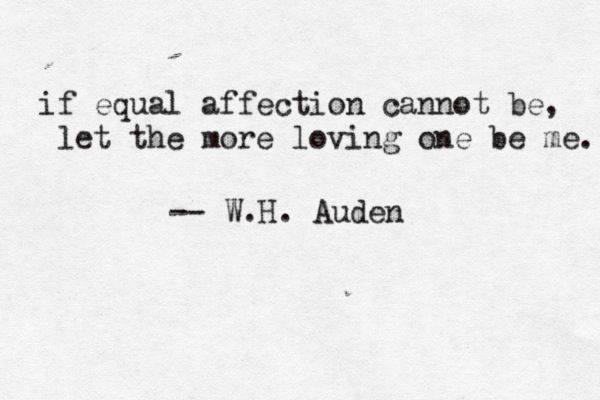 if equal affection cannot be,
let the more loving one be me.
-- W.H. Auden